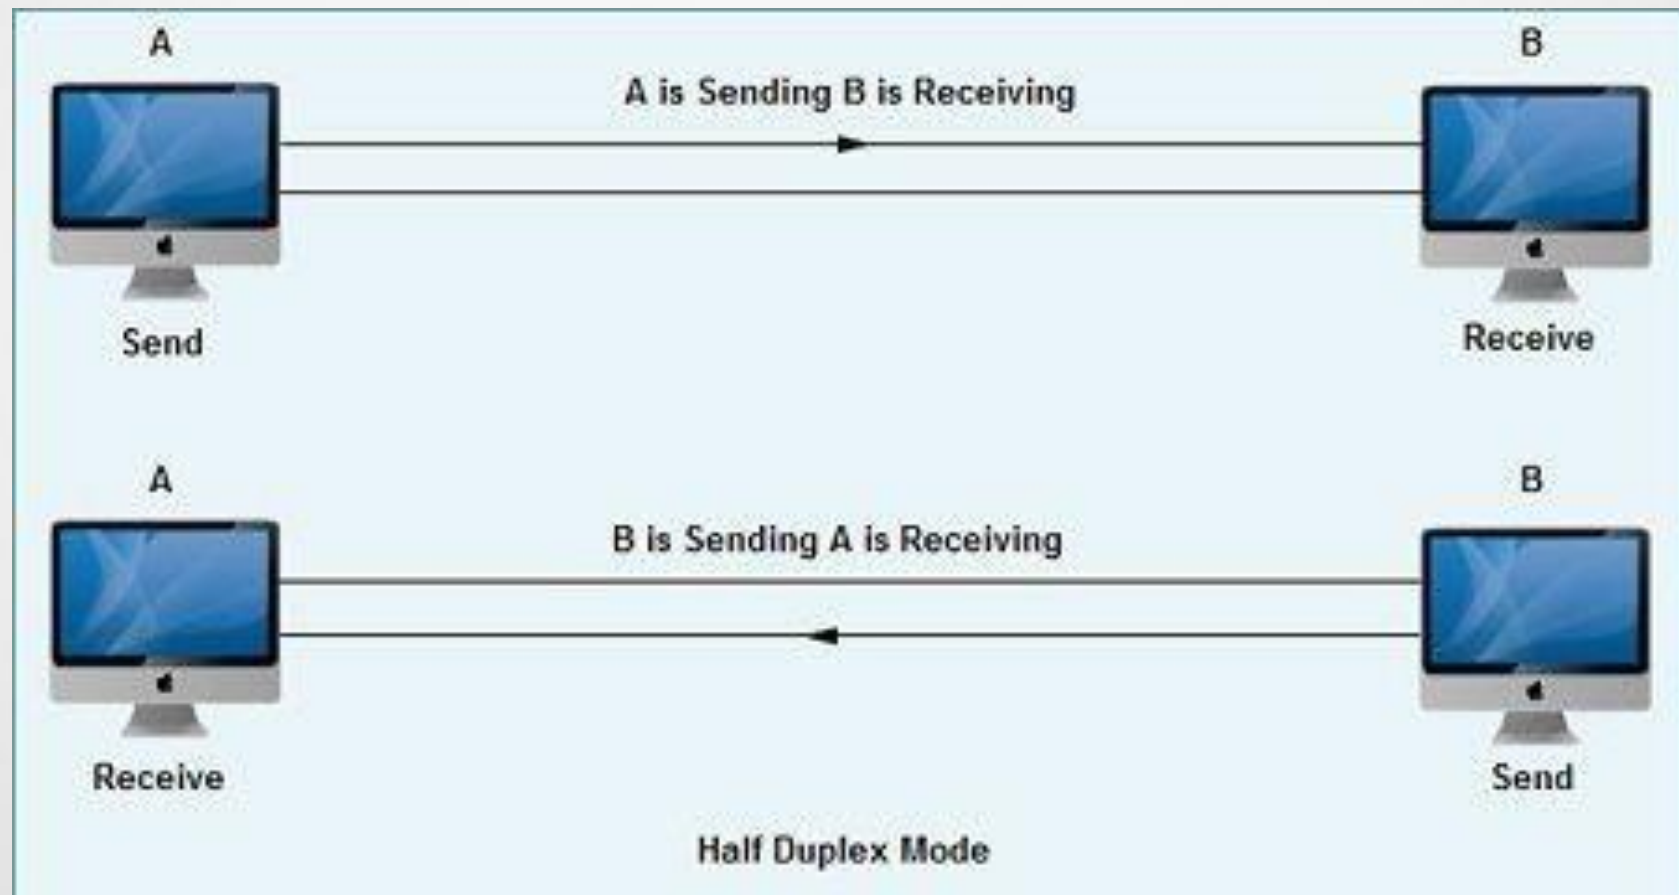 A
B
A is Sending B is Receiving
Send
Receive
A
B
B is Sending A is Receiving
Receive
Send
Half Duplex Mode